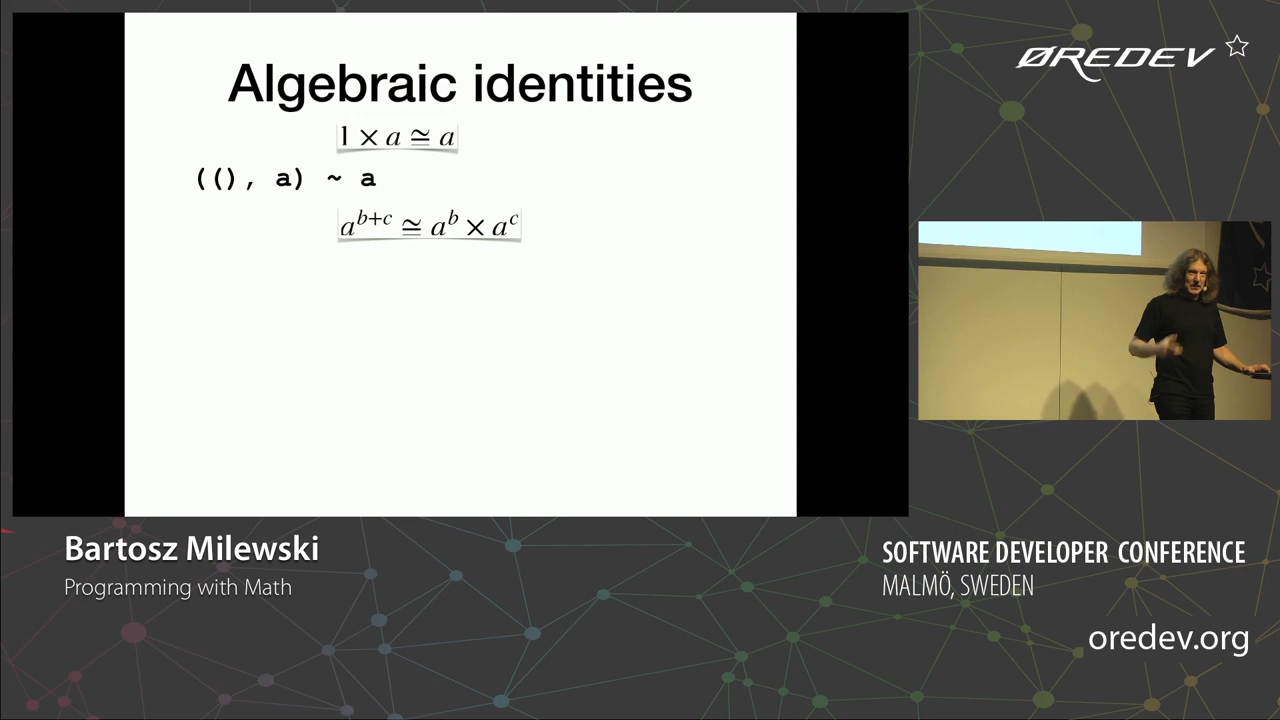 Algebraic identities
1 × a ≅ a
((), a) ~ a
a^{b+c} ≅ a^b × a^c
ØREDEV
Bartosz Milewski
Programming with Math
SOFTWARE DEVELOPER CONFERENCE
MALMÖ, SWEDEN
oredev.org